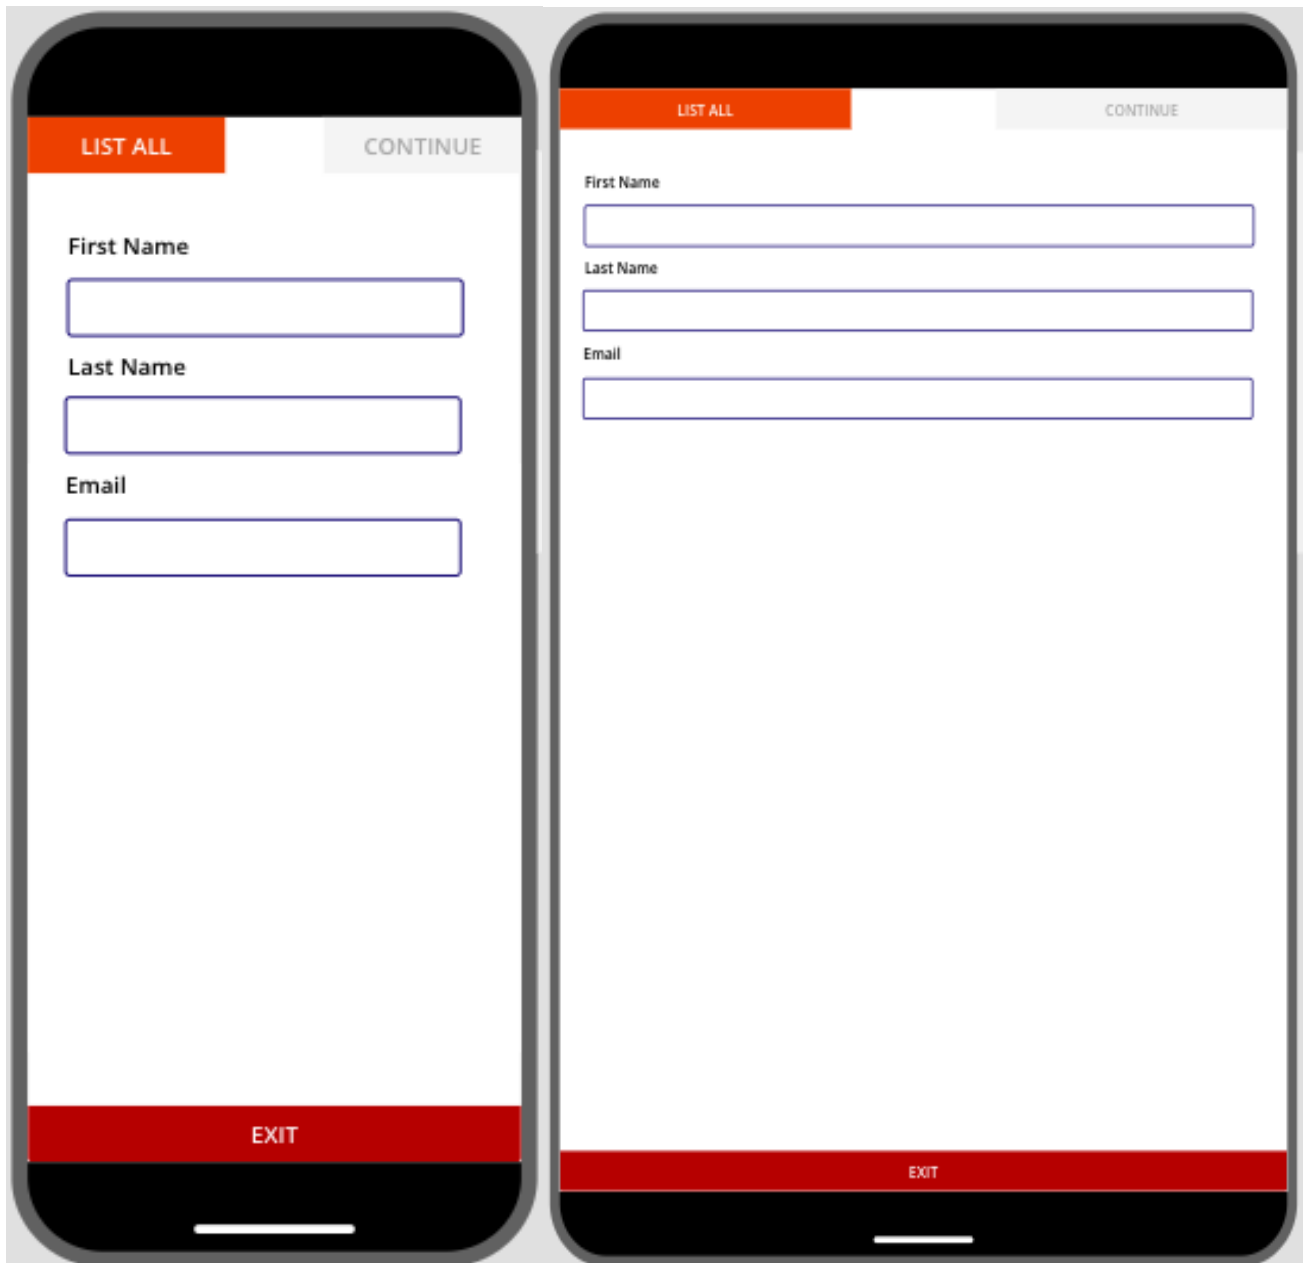 LIST ALL
CONTINUE
First Name
Last Name
Email
EXIT
LIST ALL
CONTINUE
First Name
Last Name
Email
EXIT